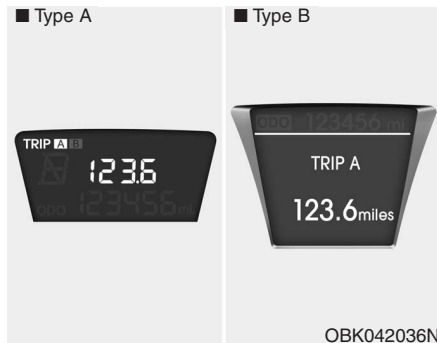 ■ Type A
TRIP A B
123.6
ODO 123456 mi
■ Type B
ODO 123456 mi
TRIP A
123.6miles
OBK042036N